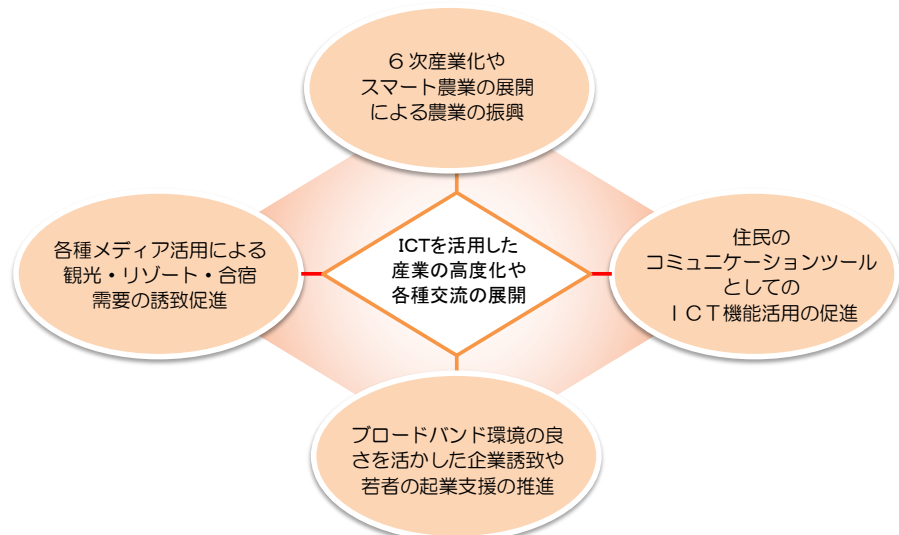 ６次産業化や
スマート農業の展開
による農業の振興
各種メディア活用による
観光・リゾート・合宿
需要の誘致促進
ICTを活用した
産業の高度化や
各種交流の展開
住民の
コミュニケーションツール
としての
ＩＣＴ機能活用の促進
ブロードバンド環境の良
さを活かした企業誘致や
若者の起業支援の推進